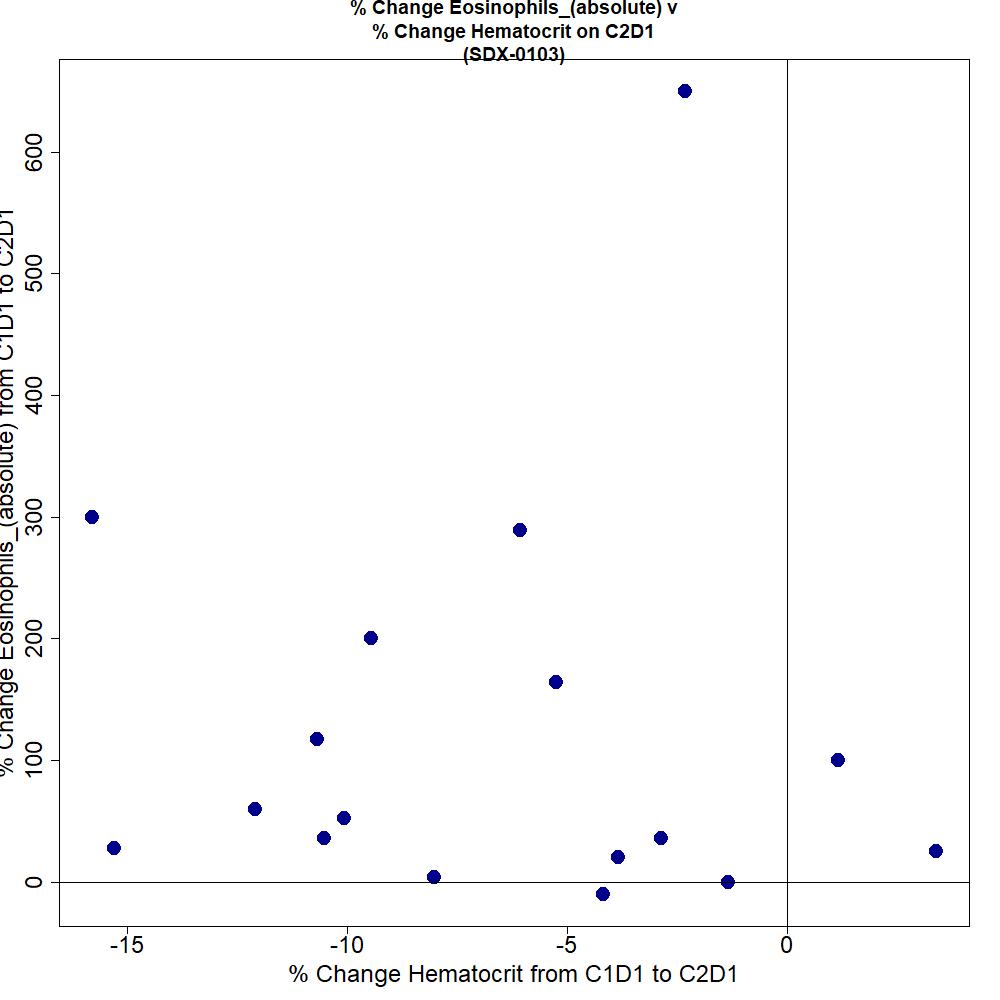 % Change Eosinophils_(absolute) v
% Change Hematocrit on C2D1
(SDX-0103)
% Change Eosinophils_(absolute) from C1D1 to C2D1
600
500
400
300
200
100
0
-15
-10
-5
0
% Change Hematocrit from C1D1 to C2D1